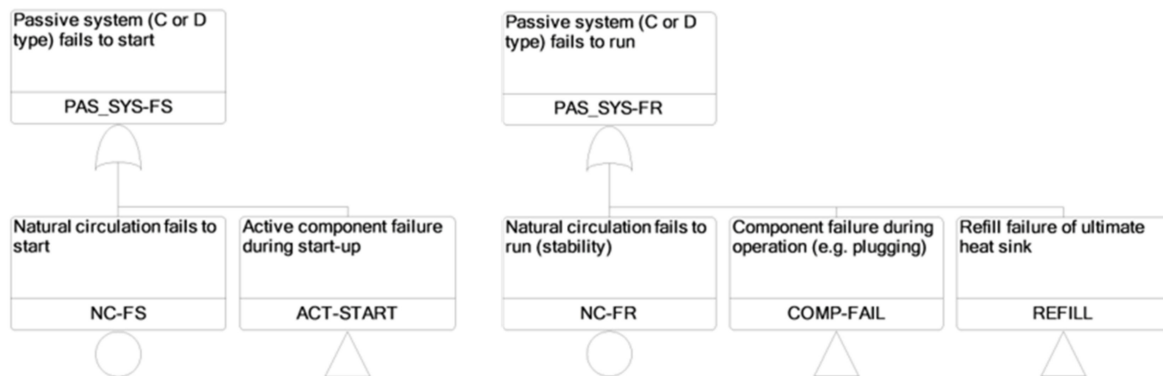 Passive system (C or D
type) fails to start
PAS_SYS-FS
Passive system (C or D
type) fails to run
PAS_SYS-FR
Natural circulation fails to
start
NC-FS
Active component failure
during start-up
ACT-START
Natural circulation fails to
run (stability)
NC-FR
Component failure during
operation (e.g. plugging)
COMP-FAIL
Refill failure of ultimate
heat sink
REFILL